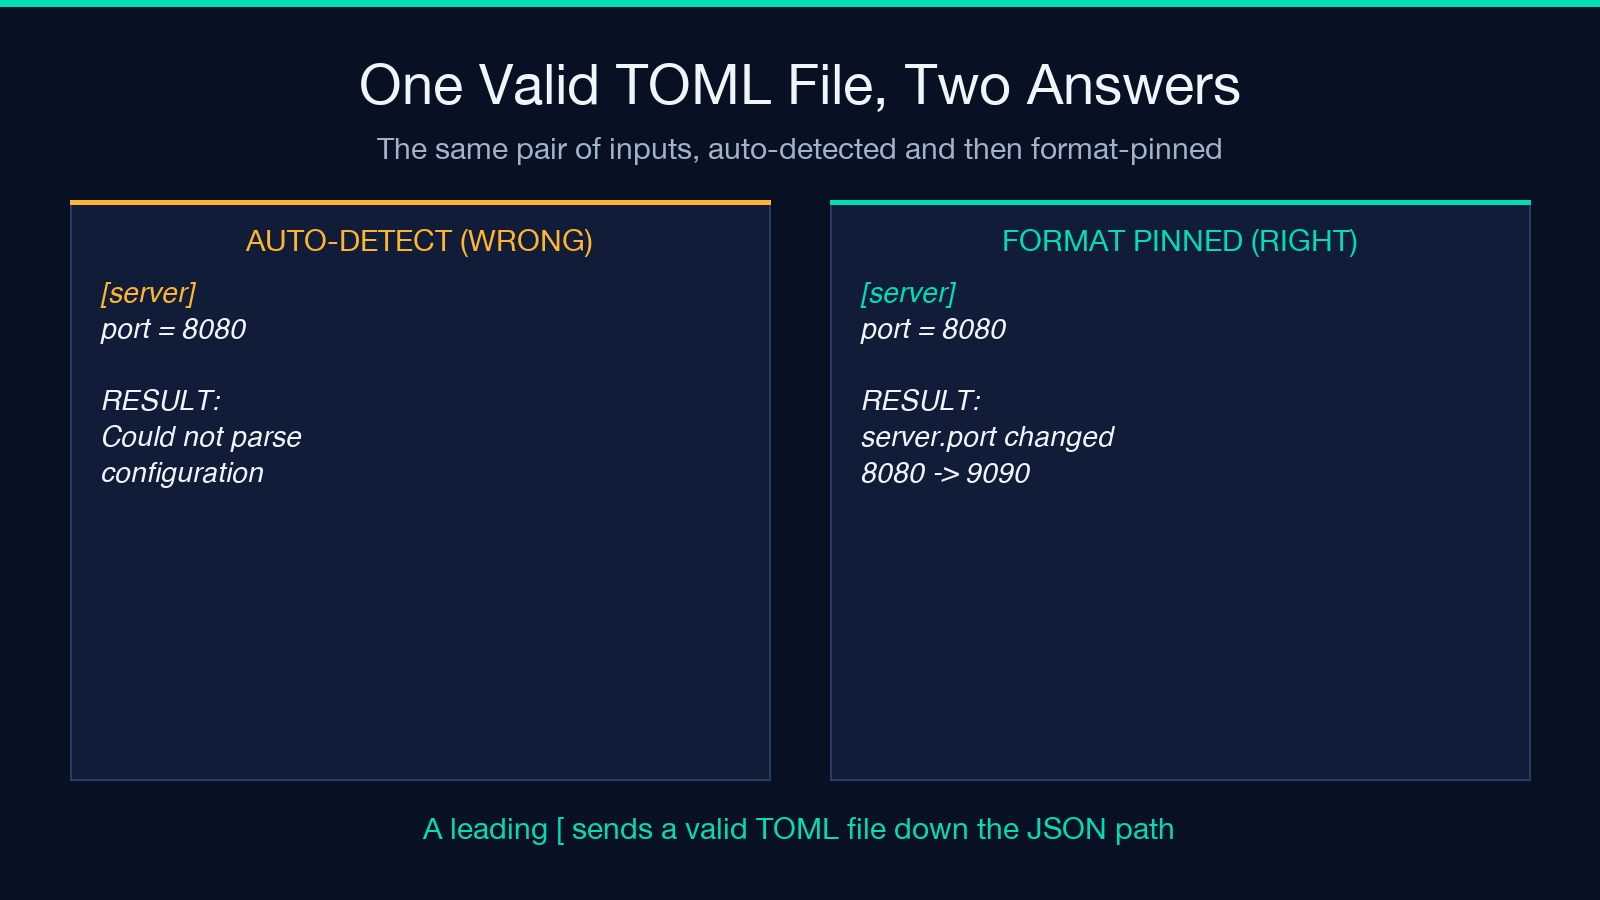 One Valid TOML File, Two Answers
The same pair of inputs, auto-detected and then format-pinned
AUTO-DETECT (WRONG)
[server]
port = 8080
RESULT:
Could not parse
configuration
FORMAT PINNED (RIGHT)
[server]
port = 8080
RESULT:
server.port changed
8080 -> 9090
A leading [ sends a valid TOML file down the JSON path